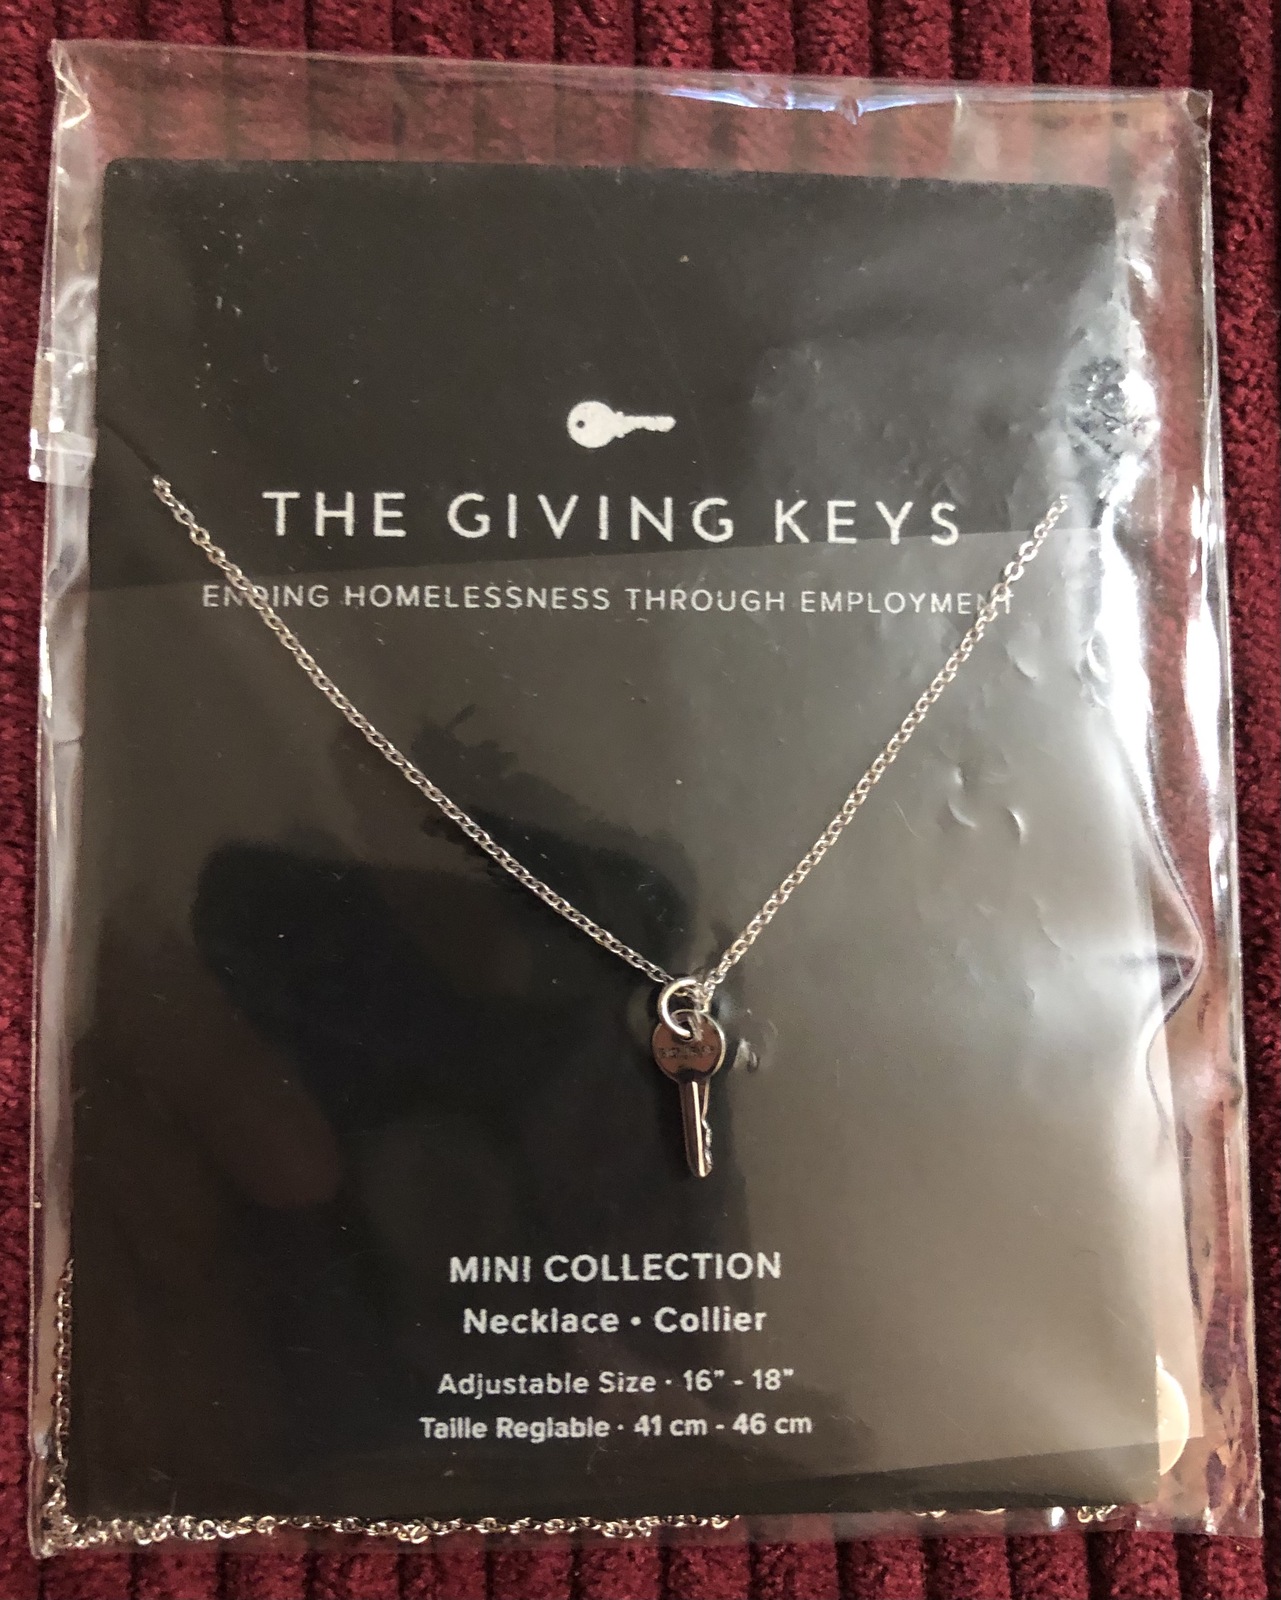 THE GIVING KEYS
ENDING HOMELESSNESS THROUGH EMPLOYMENT
MINI COLLECTION
Necklace • Collier
Adjustable Size · 16” - 18”
Taille Reglable · 41 cm - 46 cm